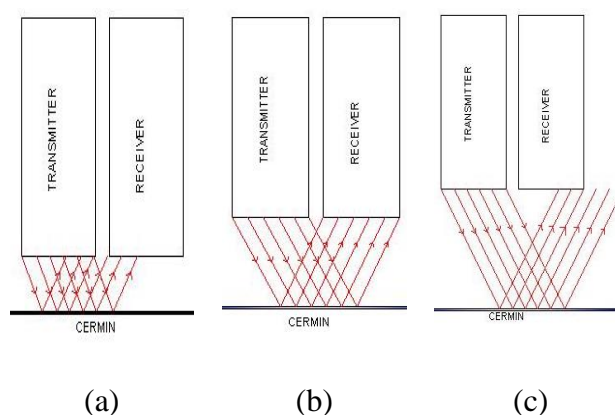 TRANSMITTER
RECEIVER
CERMIN
TRANSMITTER
RECEIVER
CERMIN
TRANSMITTER
RECEIVER
CERMIN
(a)
(b)
(c)